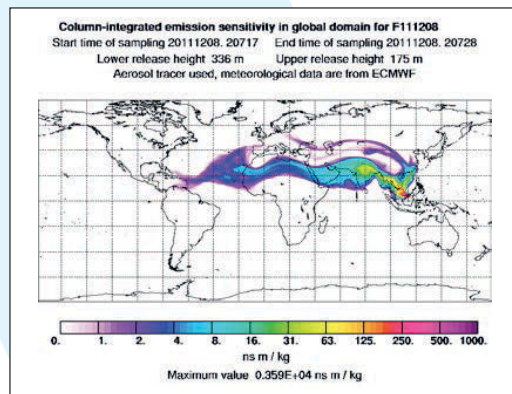 Column-integrated emission sensitivity in global domain for F111208
Start time of sampling 20111208. 20717 End time of sampling 20111208. 20728
Lower release height 336 m Upper release height 175 m
Aerosol tracer used, meteorological data are from ECMWF
0. 1. 2. 4. 8. 16. 31. 63. 125. 250. 500. 1000.
ns m / kg
Maximum value 0.359E+04 ns m / kg